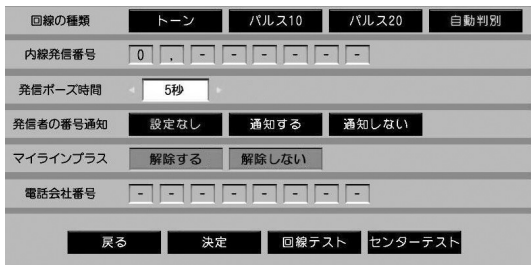 回線の種類 トーン パルス10 パルス20 自動判別
内線発信番号 0 , - - - - - -
発信ポーズ時間 5秒
発信者の番号通知 設定なし 通知する 通知しない
マイラインプラス 解除する 解除しない
電話会社番号 - - - - - - - -
戻る 決定 回線テスト センターテスト